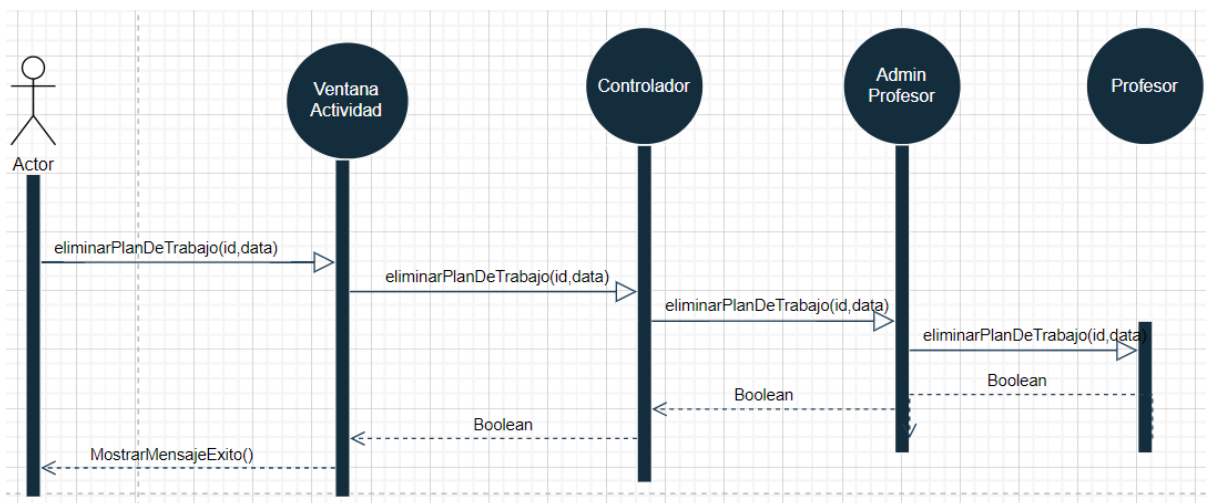 Actor
Ventana
Actividad
Controlador
Admin
Profesor
Profesor
eliminarPlanDeTrabajo(id,data)
eliminarPlanDeTrabajo(id,data)
eliminarPlanDeTrabajo(id,data)
eliminarPlanDeTrabajo(id,data)
Boolean
Boolean
Boolean
MostrarMensajeExito()